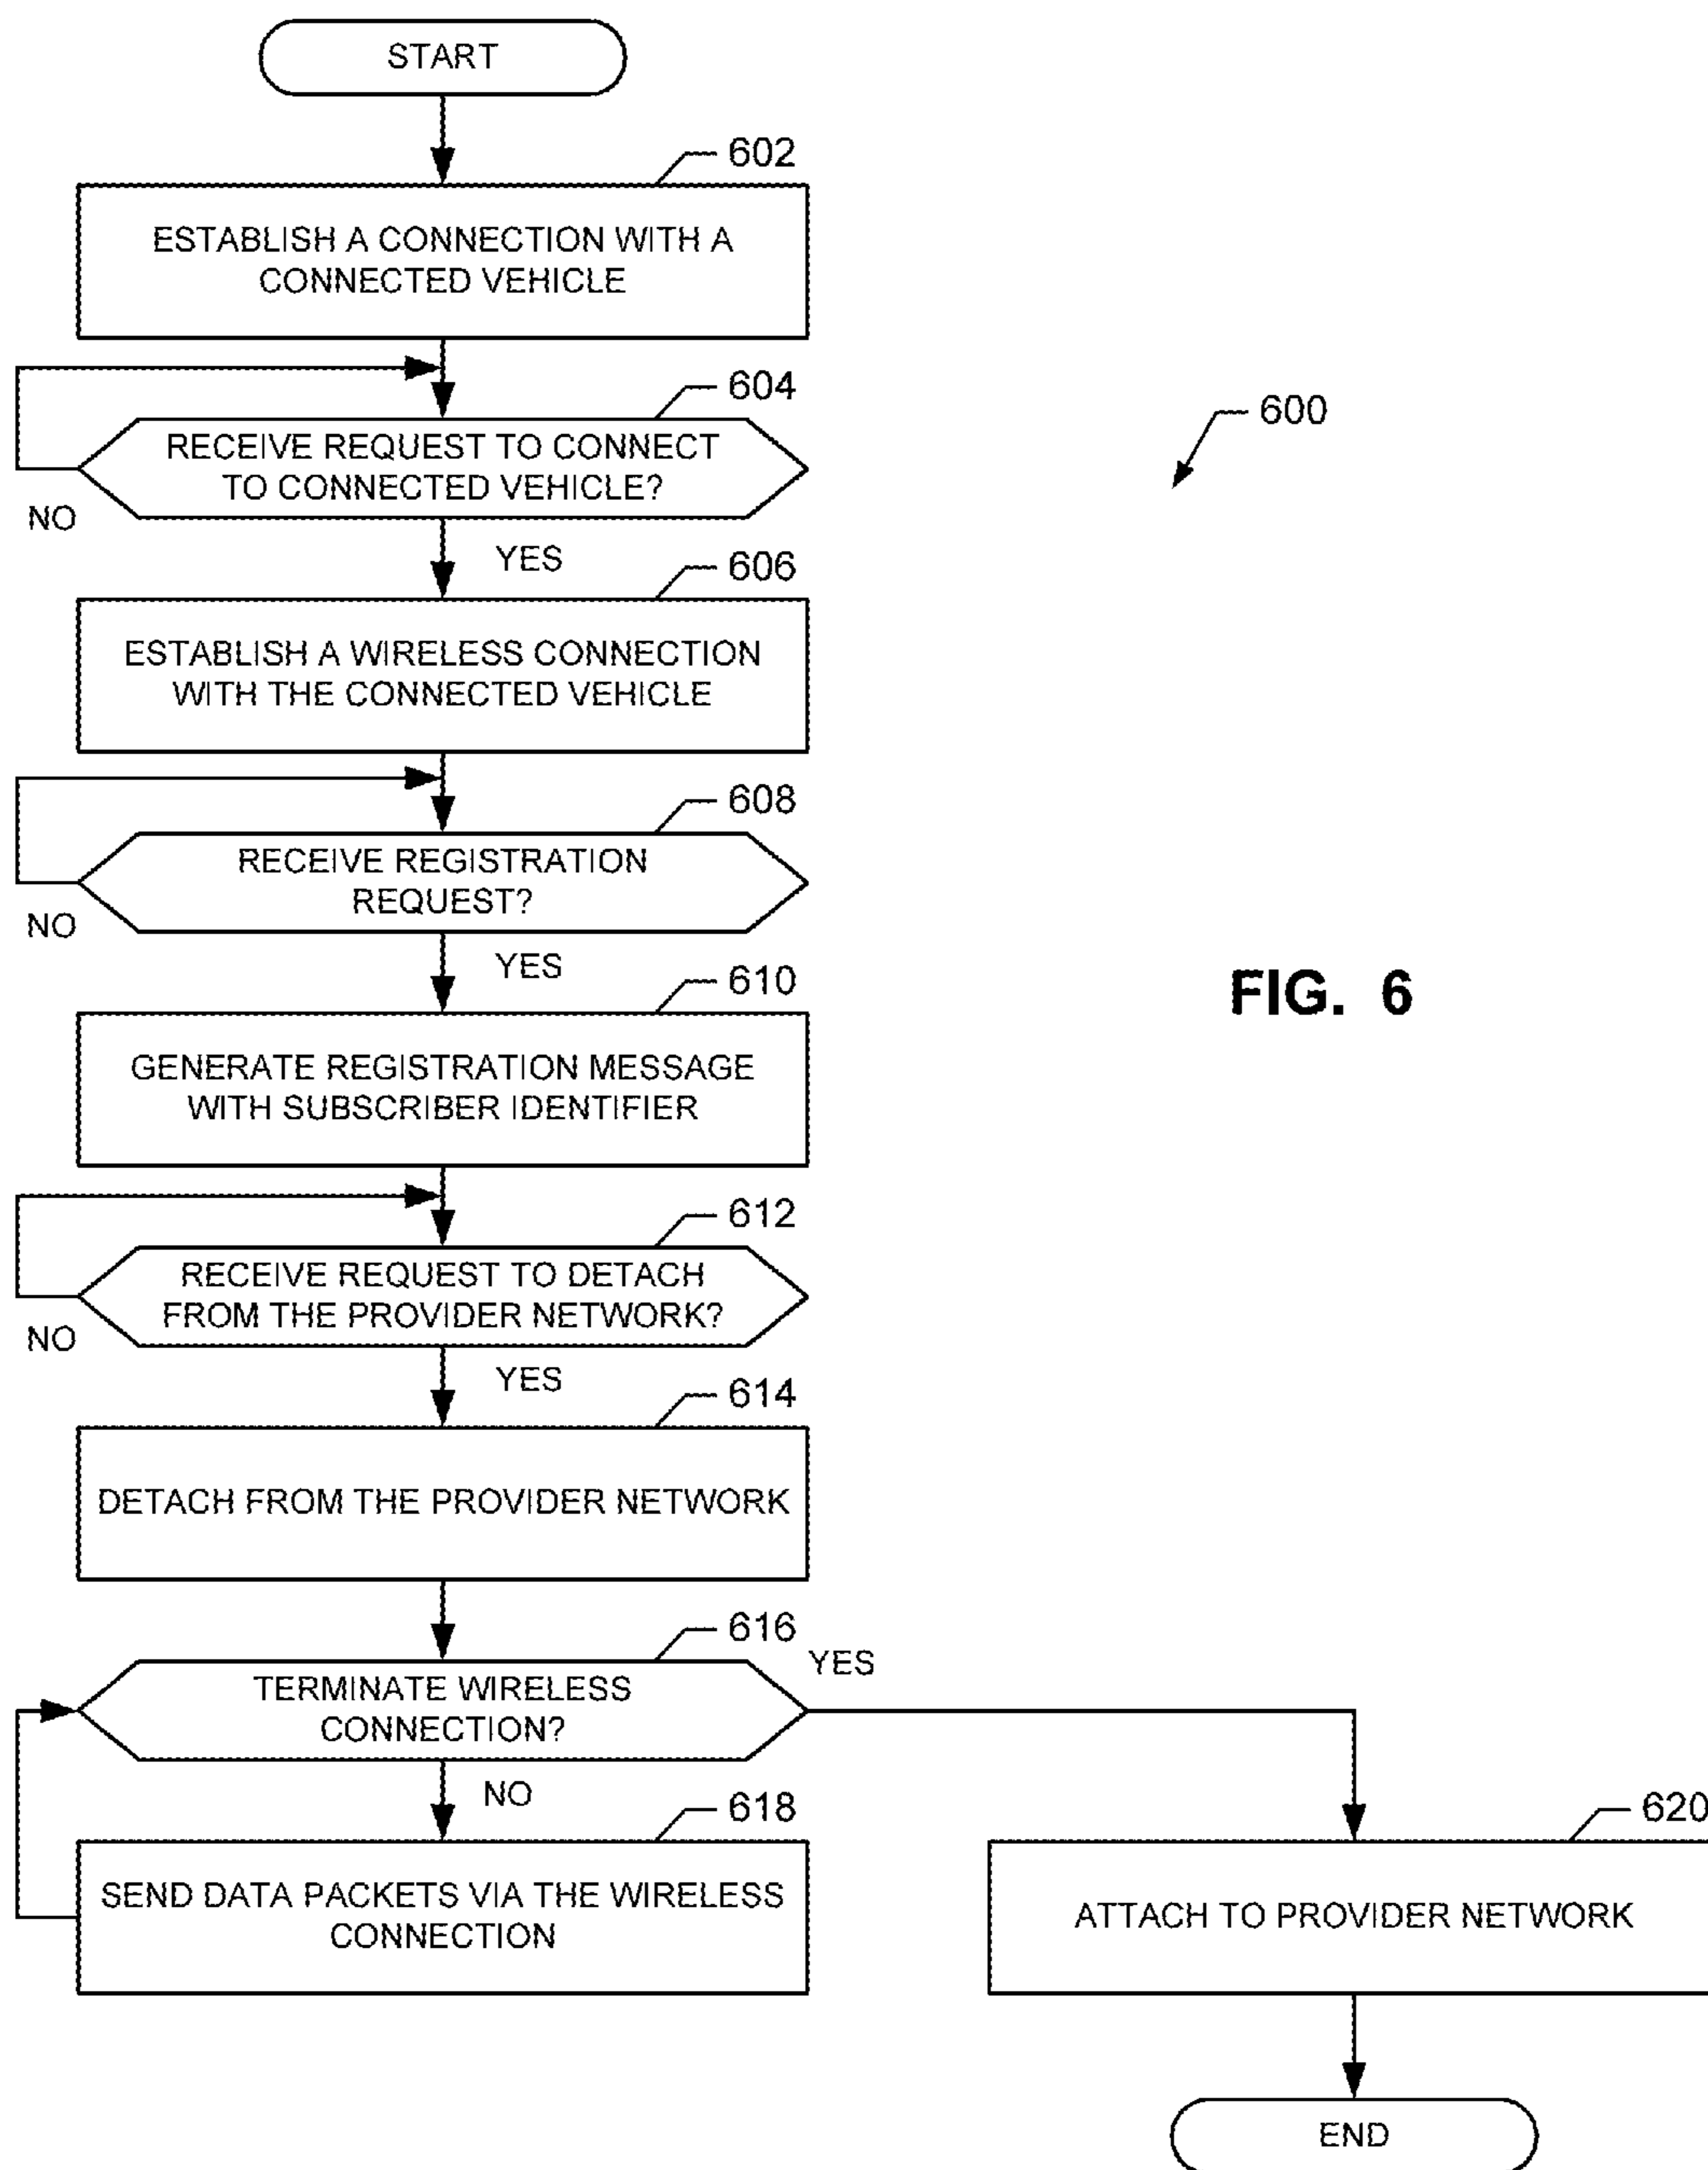 START
602
ESTABLISH A CONNECTION WITH A
CONNECTED VEHICLE
604
RECEIVE REQUEST TO CONNECT
TO CONNECTED VEHICLE?
NO
YES
600
606
ESTABLISH A WIRELESS CONNECTION
WITH THE CONNECTED VEHICLE
608
RECEIVE REGISTRATION
REQUEST?
NO
YES
FIG. 6
610
GENERATE REGISTRATION MESSAGE
WITH SUBSCRIBER IDENTIFIER
612
RECEIVE REQUEST TO DETACH
FROM THE PROVIDER NETWORK?
NO
YES
614
DETACH FROM THE PROVIDER NETWORK
616
TERMINATE WIRELESS
CONNECTION?
YES
NO
618
SEND DATA PACKETS VIA THE WIRELESS
CONNECTION
620
ATTACH TO PROVIDER NETWORK
END